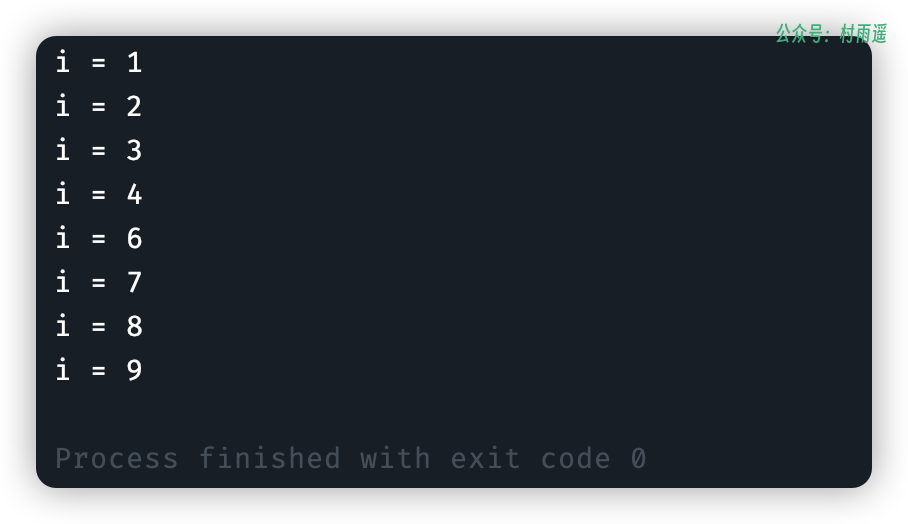 公众号：村雨遥
i = 1
i = 2
i = 3
i = 4
i = 6
i = 7
i = 8
i = 9
Process finished with exit code 0